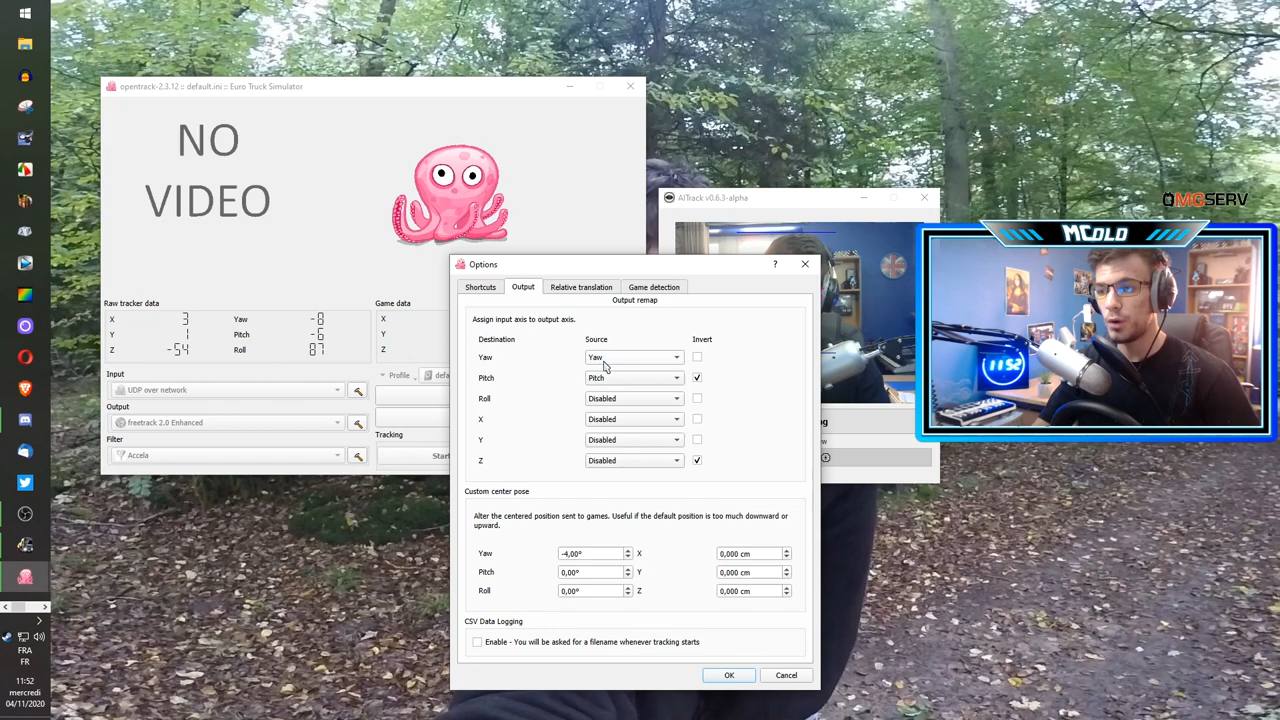 opentrack-2.3.12 :: default.ini :: Euro Truck Simulator
NO
VIDEO
Raw tracker data
X 3 Yaw -8
Y 1 Pitch -6
Z -54 Roll 87
Game data
X
Y
Z
Input
UDP over network
Output
freetrack 2.0 Enhanced
Filter
Accela
Profile
defa
Tracking
Start
AITrack v0.6.3-alpha
Options
?
Shortcuts Output Relative translation Game detection
Output remap
Assign input axis to output axis.
Destination Source Invert
Yaw Yaw
Pitch Pitch
Roll Disabled
X Disabled
Y Disabled
Z Disabled
Custom center pose
Alter the centered position sent to games. Useful if the default position is too much downward or
upward.
Yaw -4,00° X 0,000 cm
Pitch 0,00° Y 0,000 cm
Roll 0,00° Z 0,000 cm
CSV Data Logging
Enable - You will be asked for a filename whenever tracking starts
OK Cancel
OMGSERV
MCOLD
1152
FRA
FR
11:52
mercredi
04/11/2020